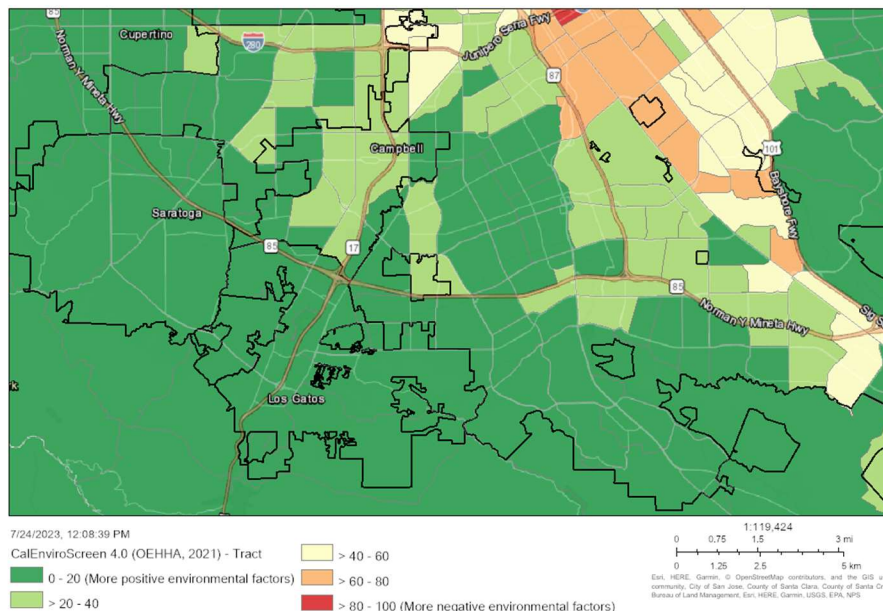 85
Cupertino
280
Junipero Serra Fwy
Norman Y Mineta Hwy
87
Campbell
101
Bayshore Fwy
Saratoga
85
17
85
Norman Y Mineta Hwy
Sig S
rk
Los Gatos
7/24/2023, 12:08:39 PM
CalEnviroScreen 4.0 (OEHHA, 2021) - Tract
0 - 20 (More positive environmental factors)
> 20 - 40
> 40 - 60
> 60 - 80
> 80 - 100 (More negative environmental factors)
1:119,424
0 0.75 1.5 3 mi
0 1.25 2.5 5 km
Esri, HERE, Garmin, © OpenStreetMap contributors, and the GIS u
community, City of San Jose, County of Santa Clara, County of Santa Cr
Bureau of Land Management, Esri, HERE, Garmin, USGS, EPA, NPS